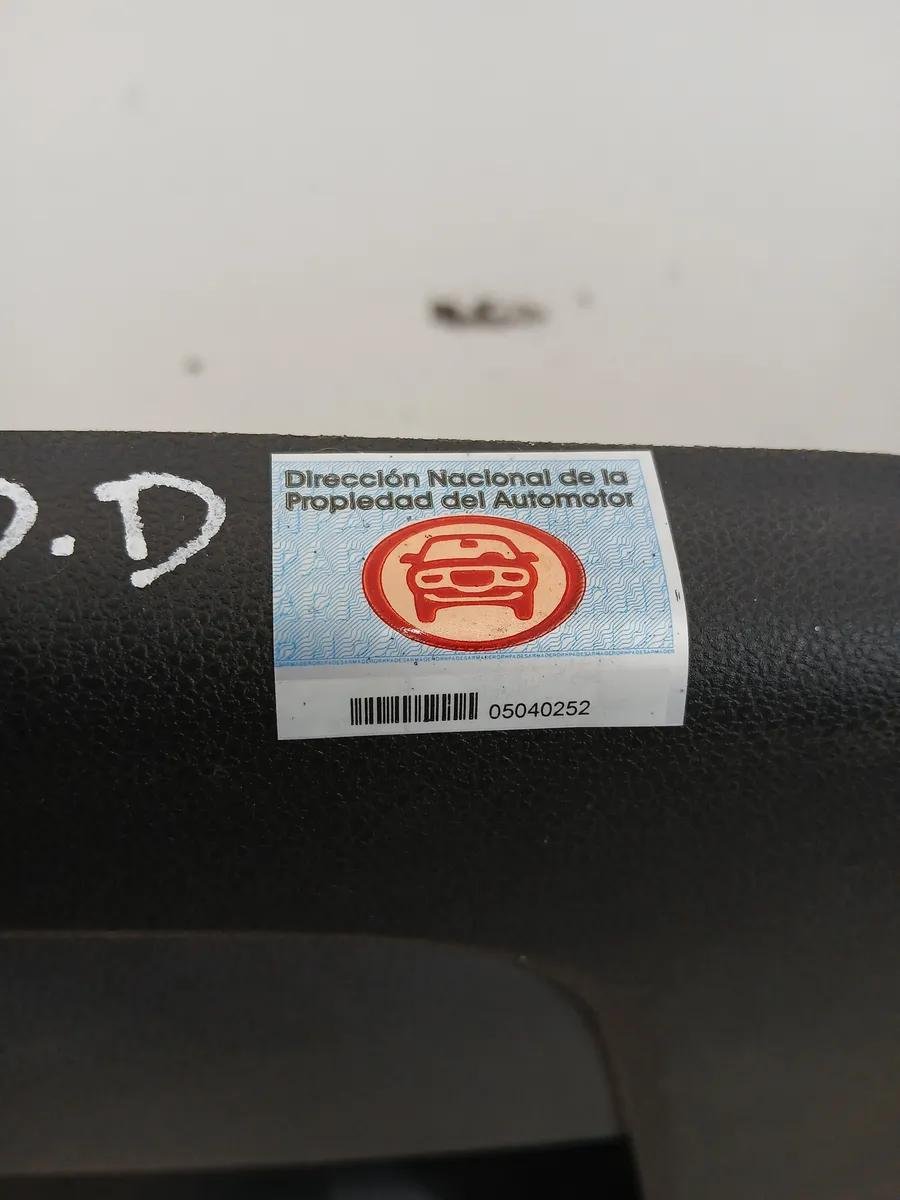 .D
Dirección Nacional de la
Propiedad del Automotor
05040252